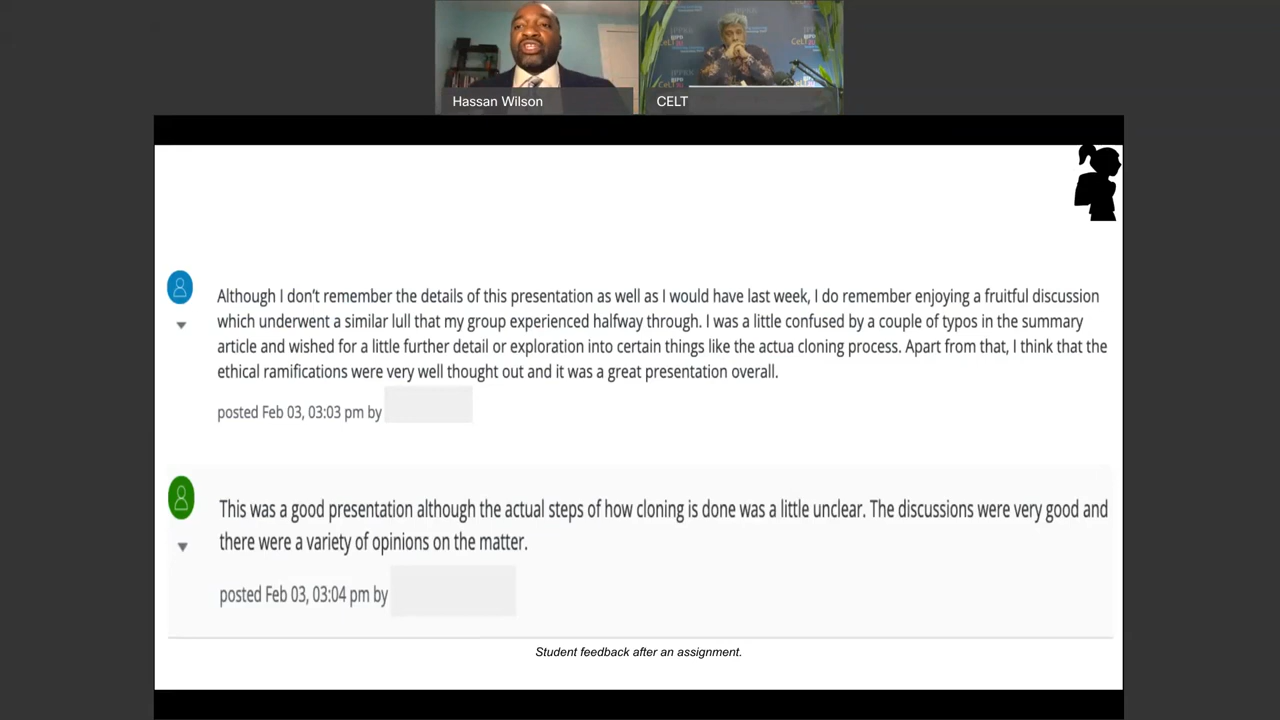 Hassan Wilson
CELT
Although I don't remember the details of this presentation as well as I would have last week, I do remember enjoying a fruitful discussion
which underwent a similar lull that my group experienced halfway through. I was a little confused by a couple of typos in the summary
article and wished for a little further detail or exploration into certain things like the actua cloning process. Apart from that, I think that the
ethical ramifications were very well thought out and it was a great presentation overall.
posted Feb 03, 03:03 pm by
This was a good presentation although the actual steps of how cloning is done was a little unclear. The discussions were very good and
there were a variety of opinions on the matter.
posted Feb 03, 03:04 pm by
Student feedback after an assignment.